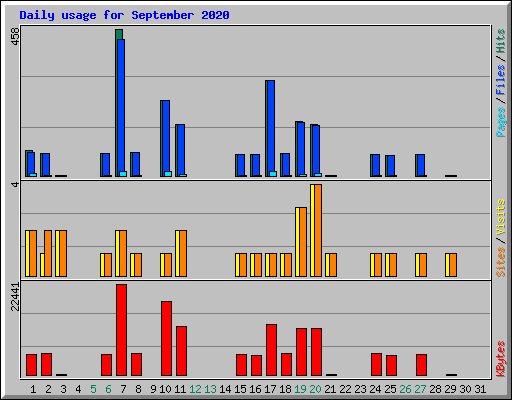 Daily usage for September 2020
458
Pages / Files / Hits
4
Sites / Visits
22441
KBytes
1 2 3 4 5 6 7 8 9 10 11 12 13 14 15 16 17 18 19 20 21 22 23 24 25 26 27 28 29 30 31